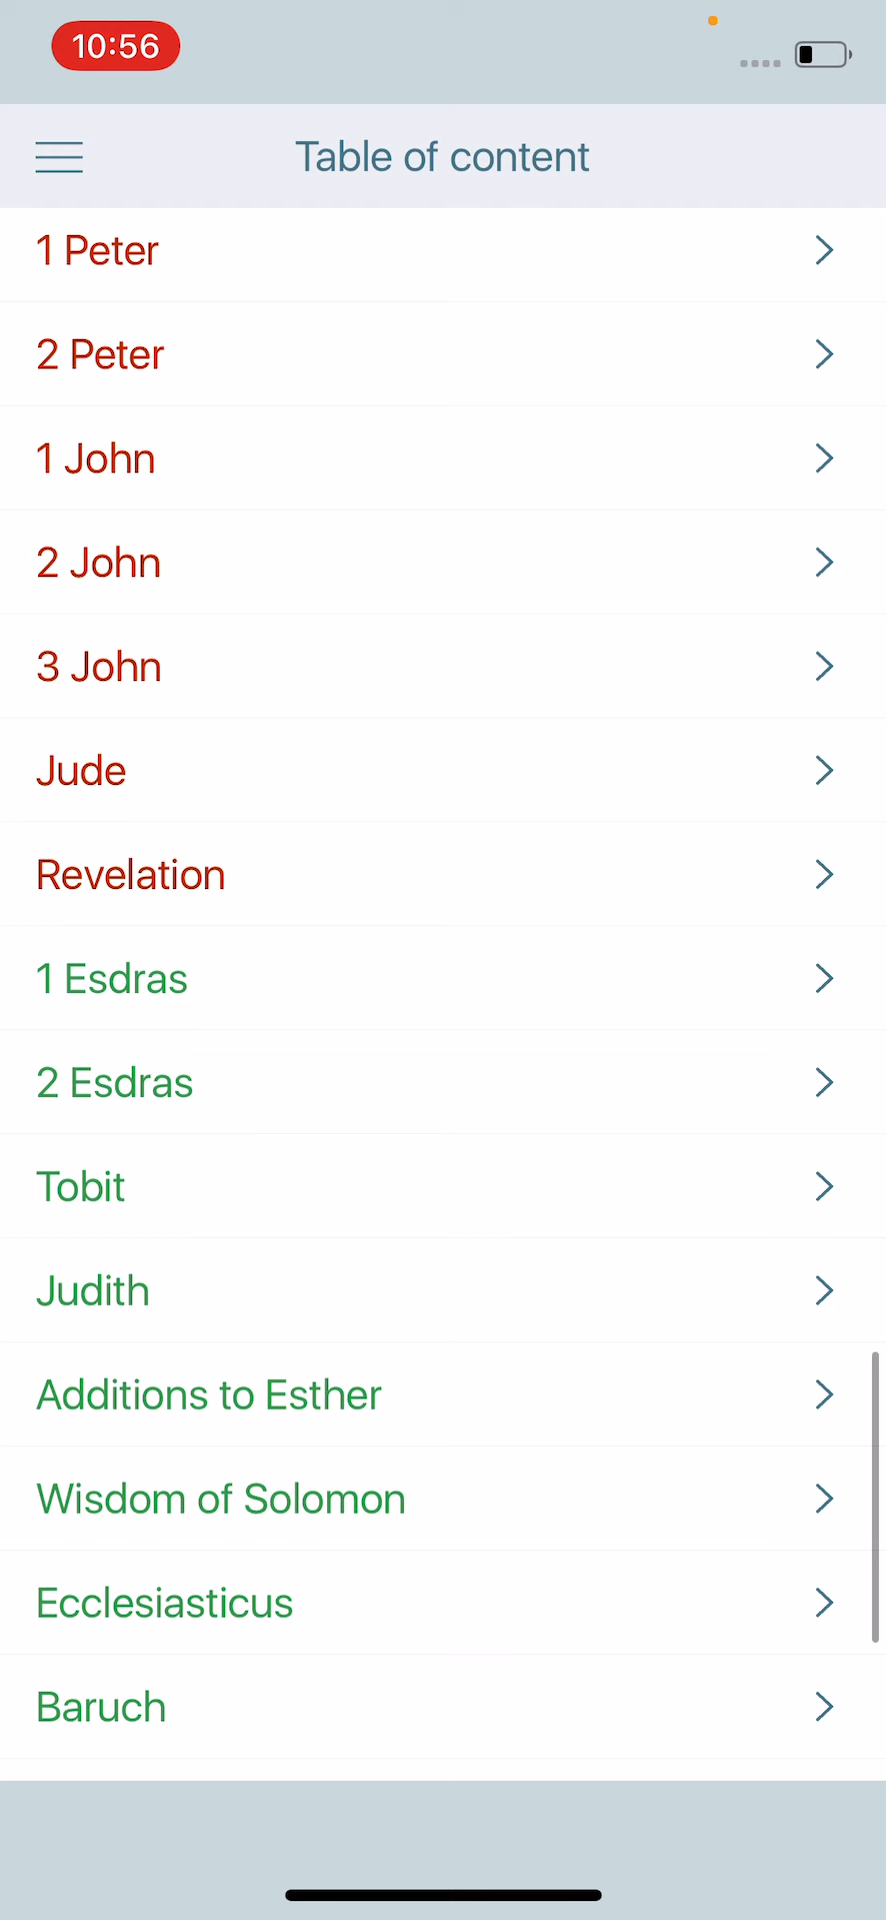 10:56
Table of content
1 Peter
2 Peter
1 John
2 John
3 John
Jude
Revelation
1 Esdras
2 Esdras
Tobit
Judith
Additions to Esther
Wisdom of Solomon
Ecclesiasticus
Baruch